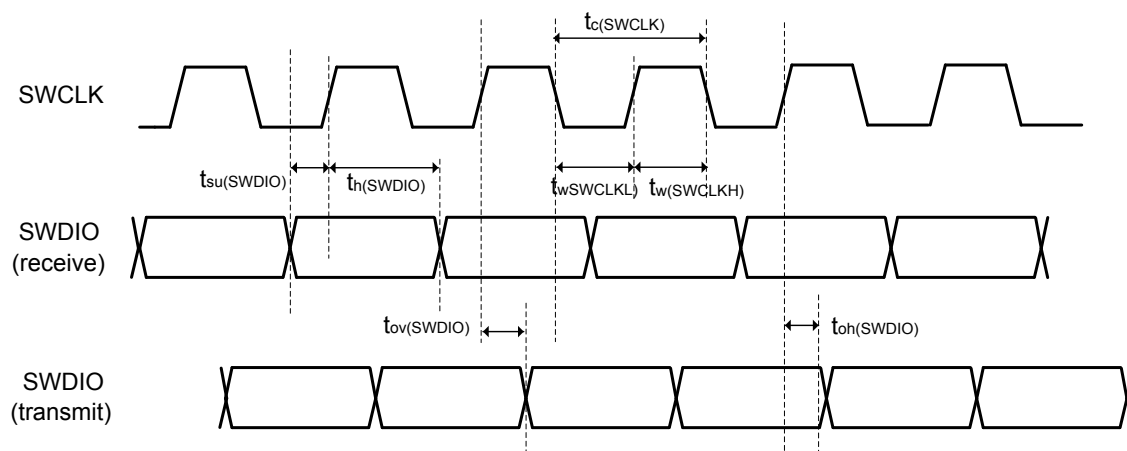 tc(SWCLK)
SWCLK
tsu(SWDIO)
th(SWDIO)
twSWCLKL)
tw(SWCLKH)
SWDIO
(receive)
tov(SWDIO)
toh(SWDIO)
SWDIO
(transmit)